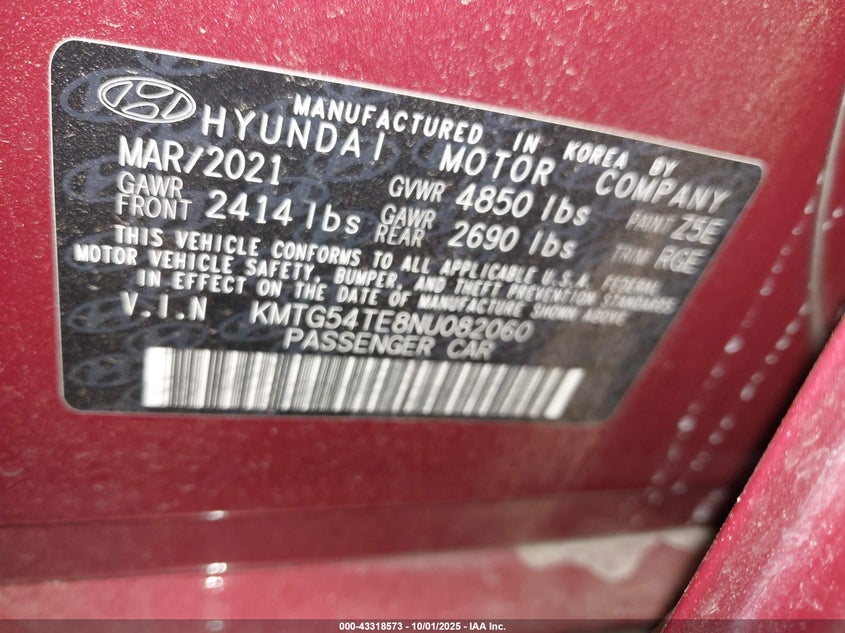 MANUFACTURED IN KOREA BY
HYUNDAI MOTOR COMPANY
MAR/2021 GVWR 4850 lbs PAINT Z5E
GAWR FRONT 2414 lbs GAWR REAR 2690 lbs TRIM RGE
THIS VEHICLE CONFORMS TO ALL APPLICABLE U.S.A. FEDERAL
MOTOR VEHICLE SAFETY, BUMPER, AND THEFT PREVENTION STANDARDS
IN EFFECT ON THE DATE OF MANUFACTURE SHOWN ABOVE.
V.I.N KMTG54TE8NU082060
PASSENGER CAR
000-43318573 - 10/01/2025 - IAA Inc.